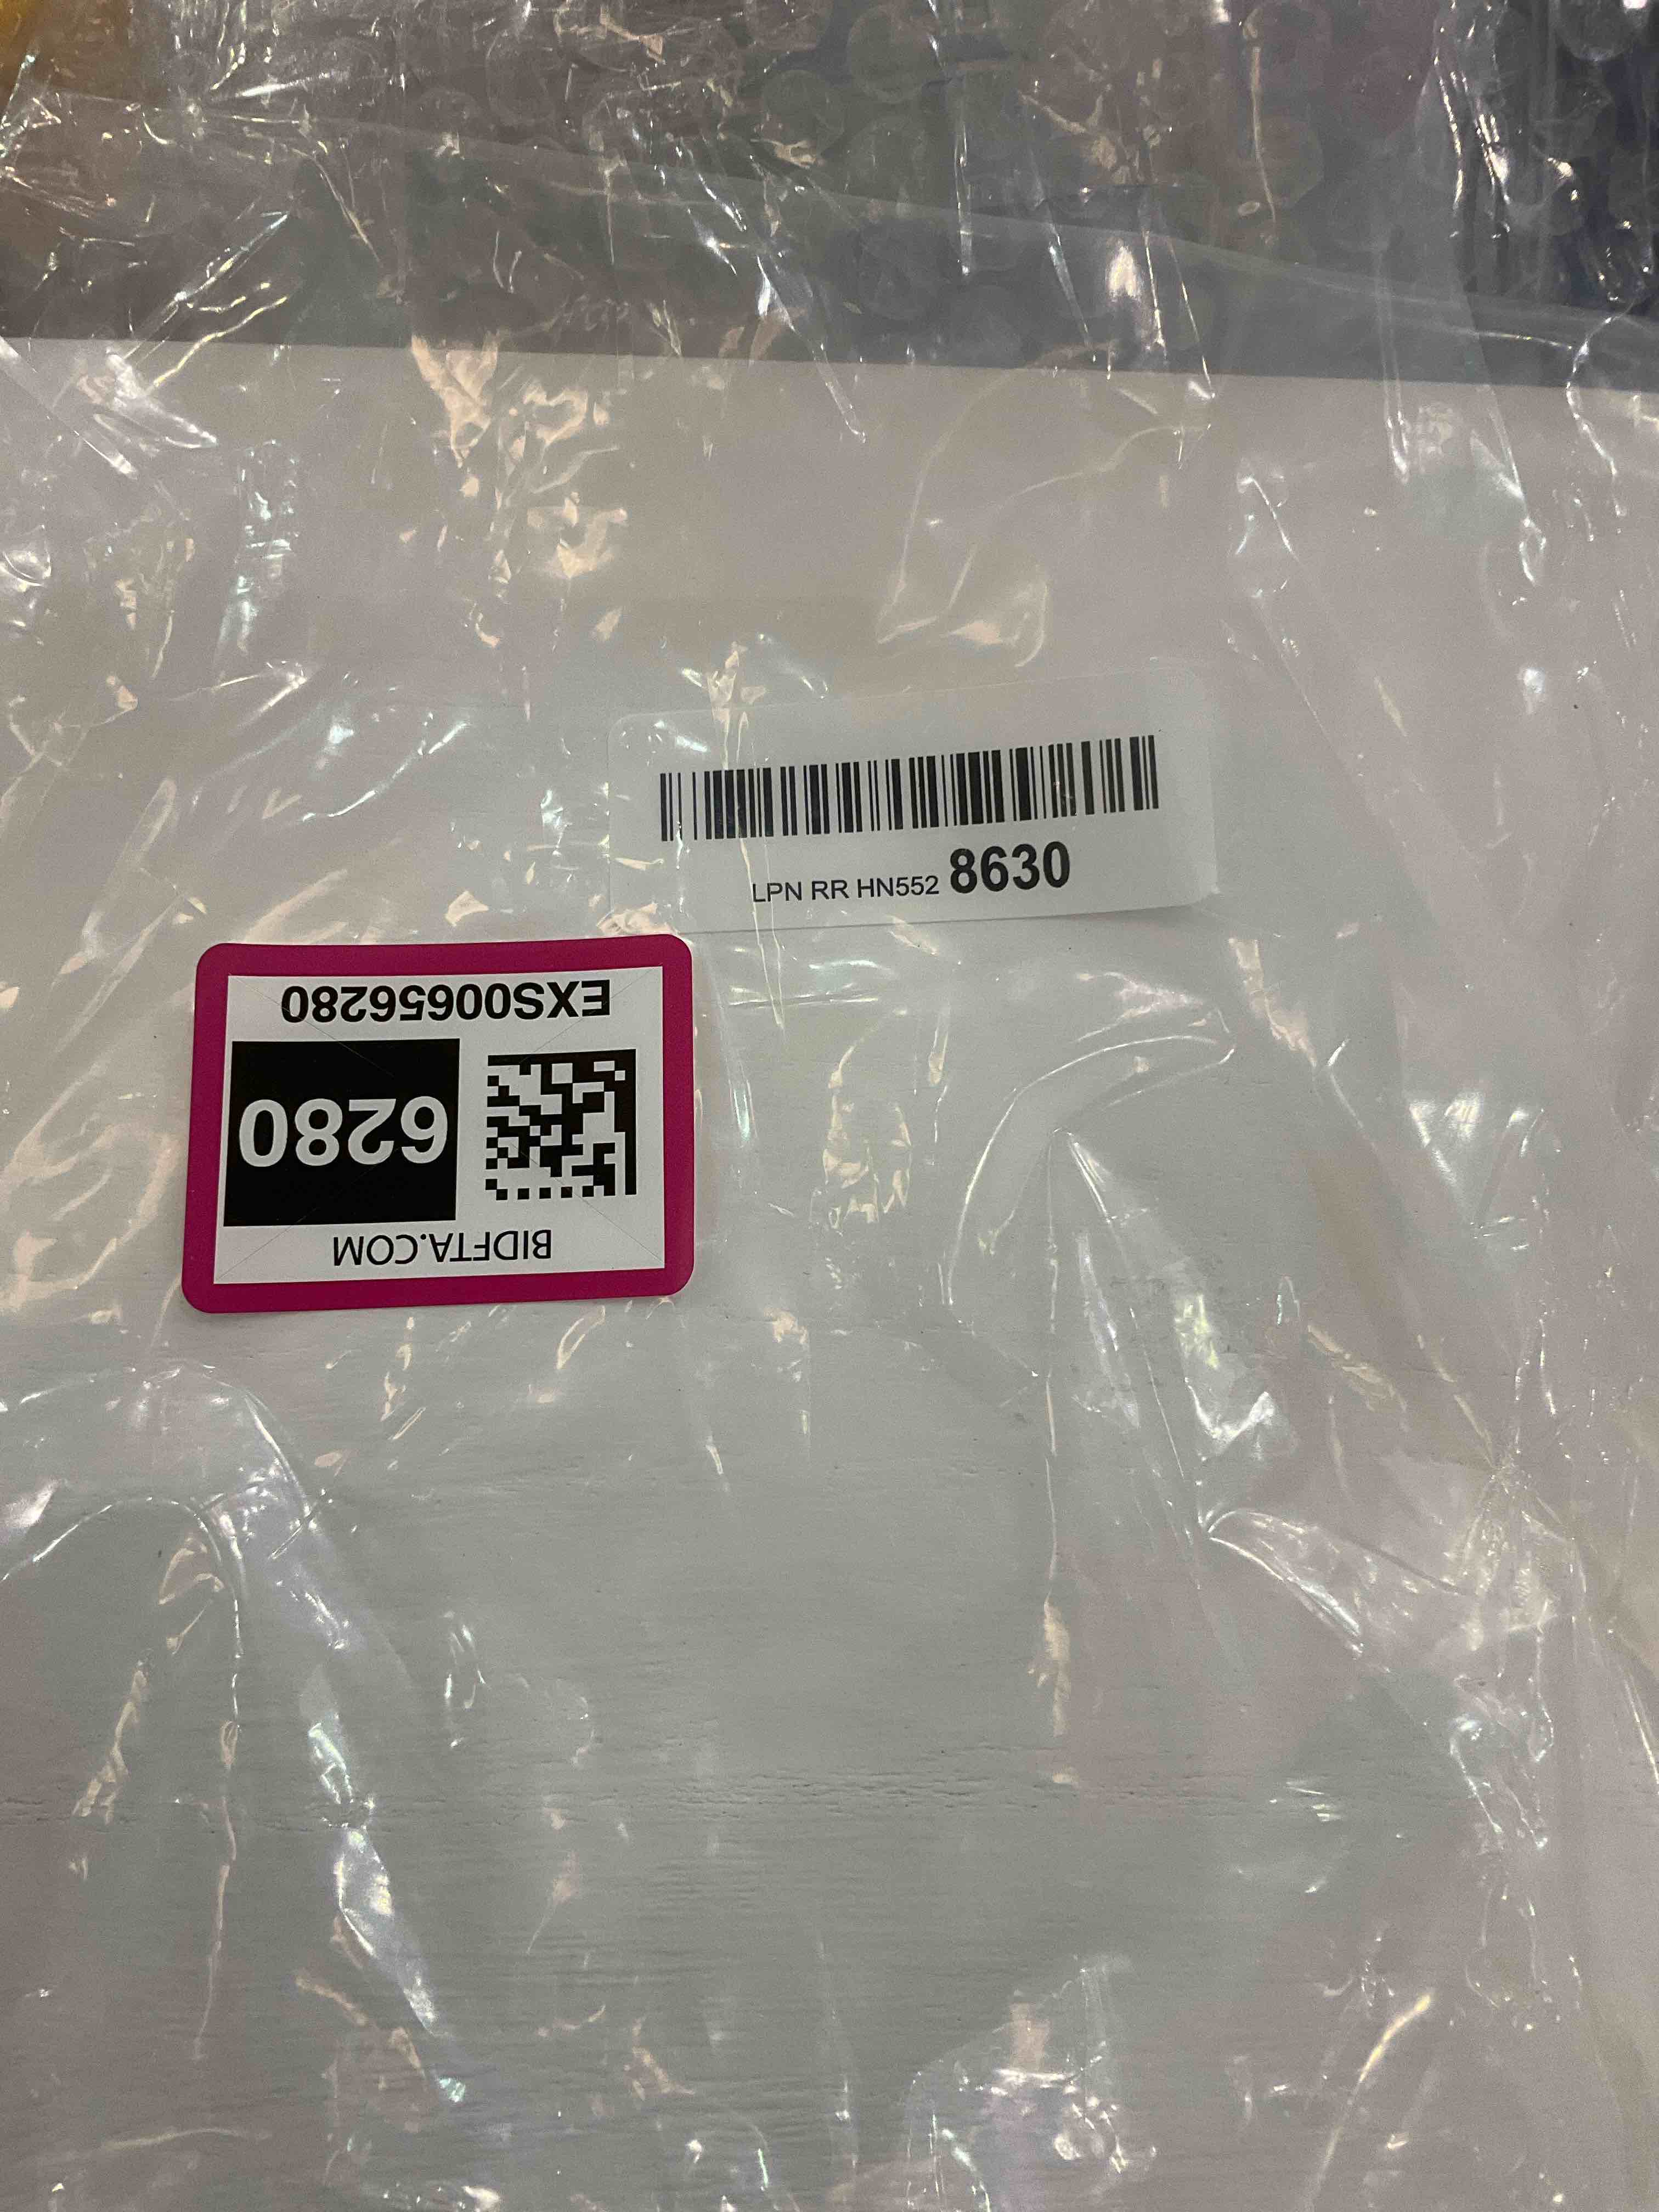 LPN RR HN552 8630
BIDFTA.COM
6280
EXS00656280